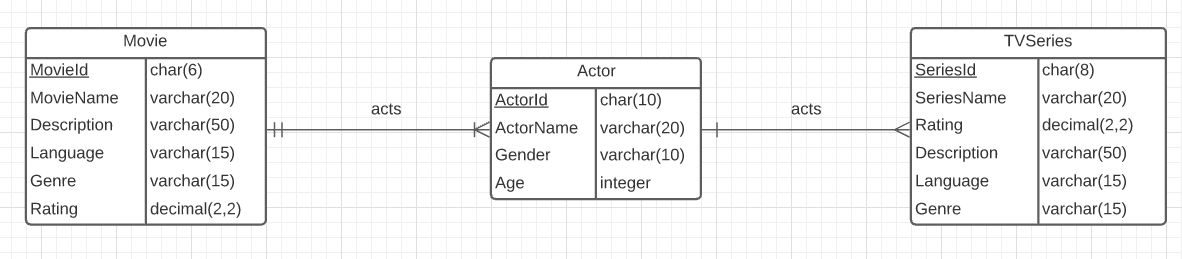 Movie
MovieId char(6)
MovieName varchar(20)
Description varchar(50)
Language varchar(15)
Genre varchar(15)
Rating decimal(2,2)
acts
Actor
ActorId char(10)
ActorName varchar(20)
Gender varchar(10)
Age integer
acts
TVSeries
SeriesId char(8)
SeriesName varchar(20)
Rating decimal(2,2)
Description varchar(50)
Language varchar(15)
Genre varchar(15)